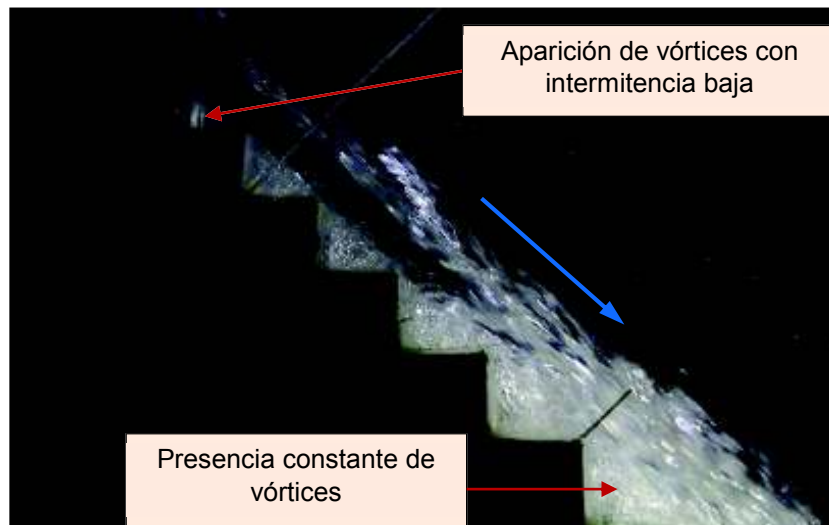 Aparición de vórtices con
intermitencia baja
Presencia constante de
vórtices